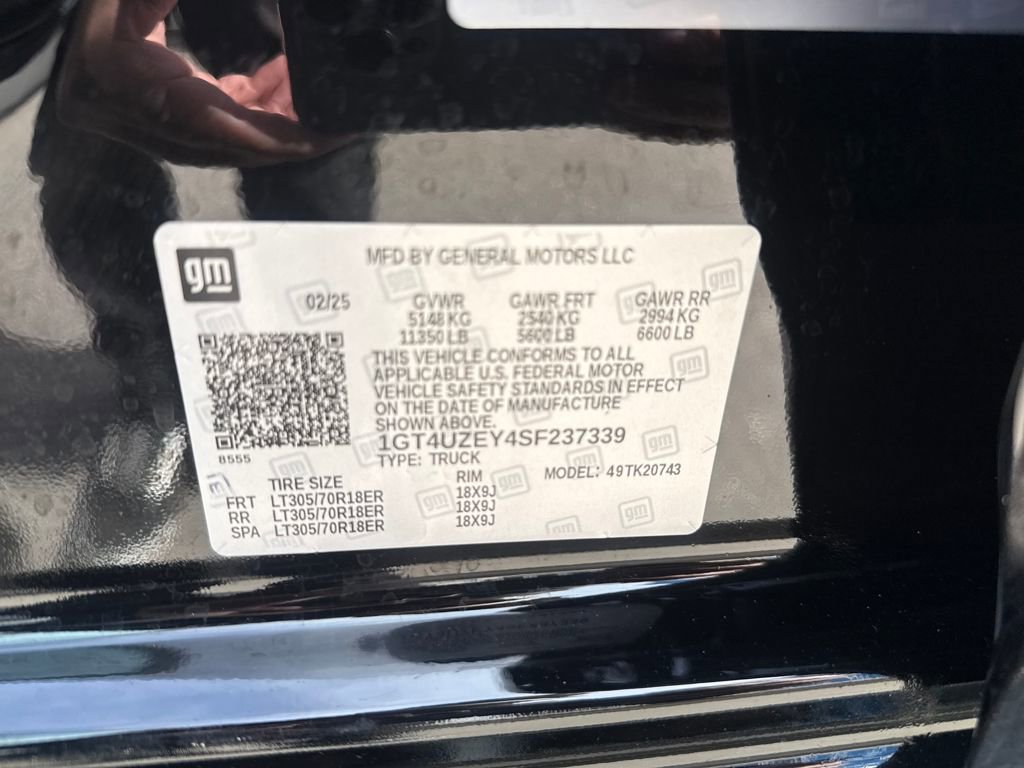 gm
MFD BY GENERAL MOTORS LLC
02/25 GVWR GAWR FRT GAWR RR
5148 KG 2540 KG 2994 KG
11350 LB 5600 LB 6600 LB
THIS VEHICLE CONFORMS TO ALL
APPLICABLE U.S. FEDERAL MOTOR
VEHICLE SAFETY STANDARDS IN EFFECT
ON THE DATE OF MANUFACTURE
SHOWN ABOVE.
1GT4UZEY4SF237339
8555
TYPE: TRUCK
MODEL: 49TK20743
TIRE SIZE RIM
FRT LT305/70R18ER 18X9J
RR LT305/70R18ER 18X9J
SPA LT305/70R18ER 18X9J